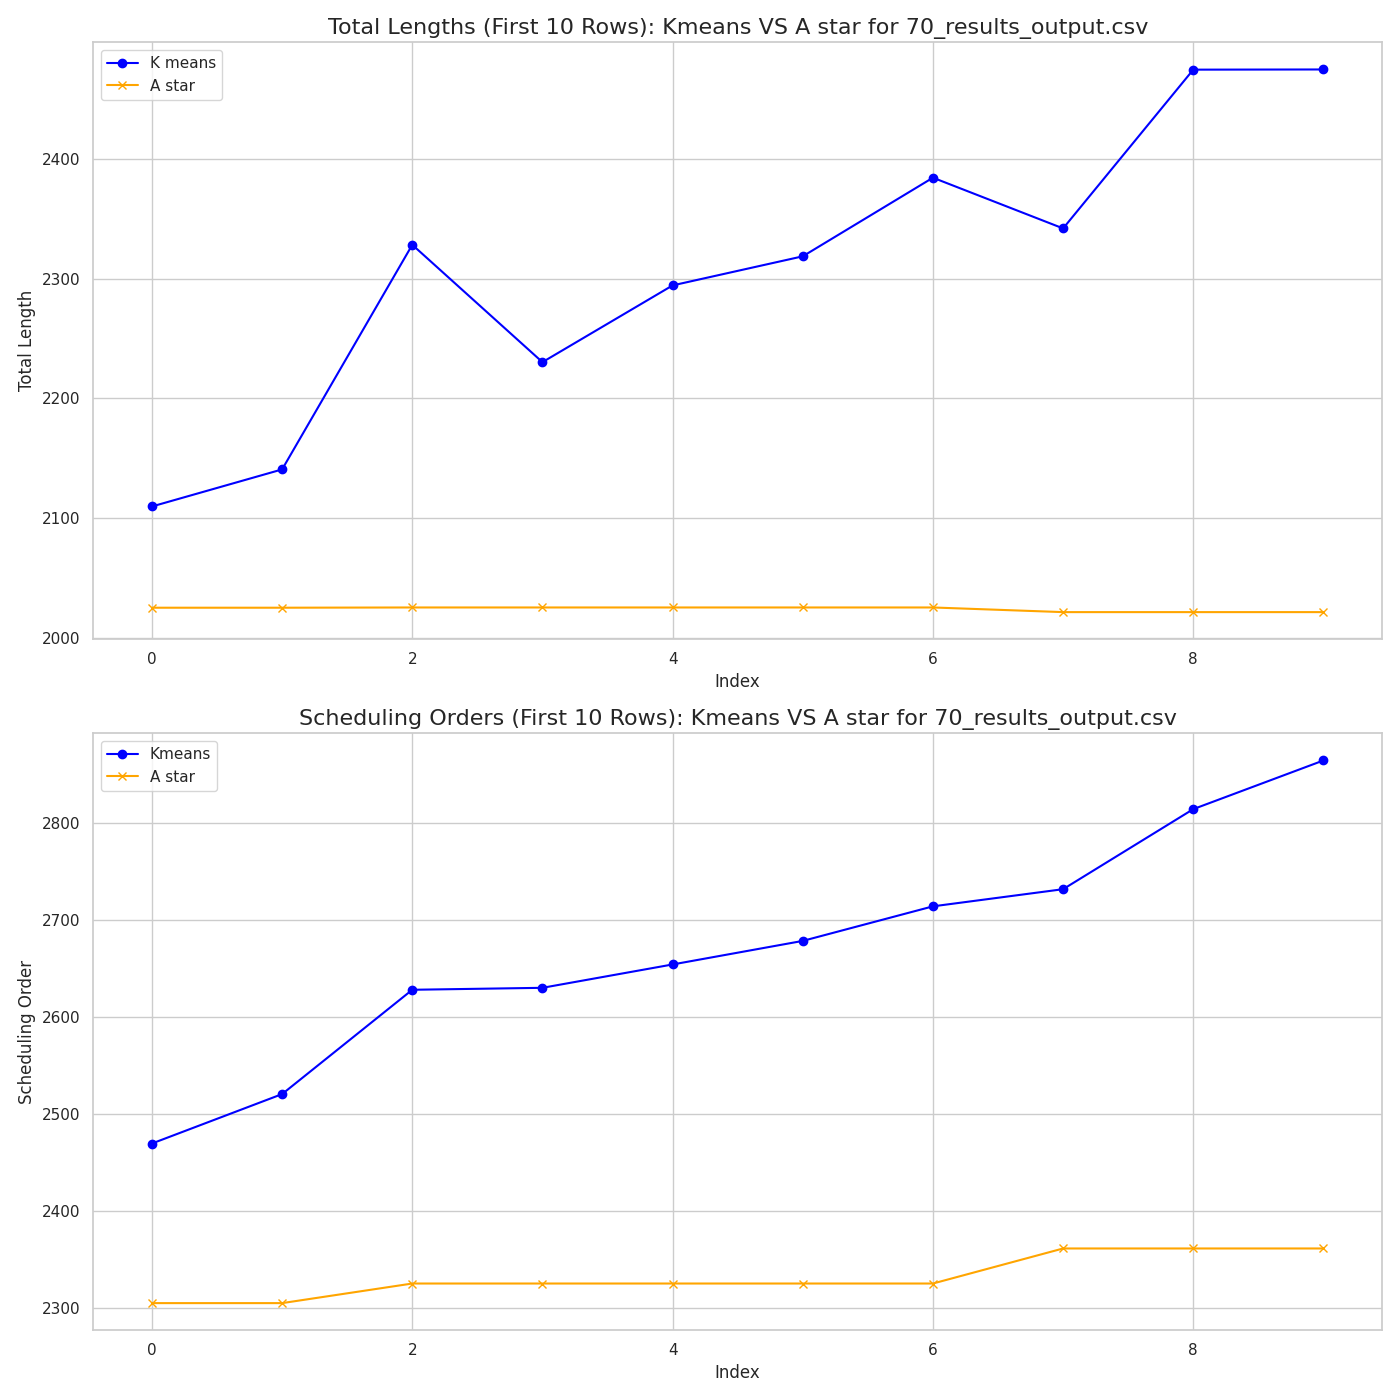 Total Lengths (First 10 Rows): Kmeans VS A star for 70_results_output.csv
K means
A star
2400
2300
2200
2100
2000
Total Length
0 2 4 6 8
Index
Scheduling Orders (First 10 Rows): Kmeans VS A star for 70_results_output.csv
Kmeans
A star
2800
2700
2600
2500
2400
2300
Scheduling Order
0 2 4 6 8
Index